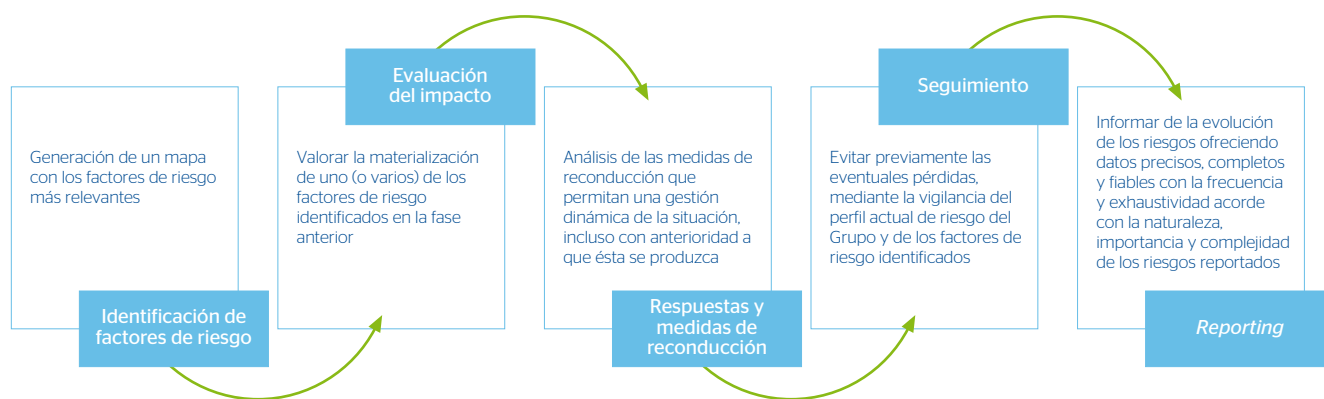 Generación de un mapa
con los factores de riesgo
más relevantes
Identificación de
factores de riesgo
Evaluación
del impacto
Valorar la materialización
de uno (o varios) de los
factores de riesgo
identificados en la fase
anterior
Análisis de las medidas de
reconducción que
permitan una gestión
dinámica de la situación,
incluso con anterioridad a
que ésta se produzca
Respuestas y
medidas de
reconducción
Seguimiento
Evitar previamente las
eventuales pérdidas,
mediante la vigilancia del
perfil actual de riesgo del
Grupo y de los factores de
riesgo identificados
Informar de la evolución
de los riesgos ofreciendo
datos precisos, completos
y fiables con la frecuencia
y exhaustividad acorde
con la naturaleza,
importancia y complejidad
de los riesgos reportados
Reporting